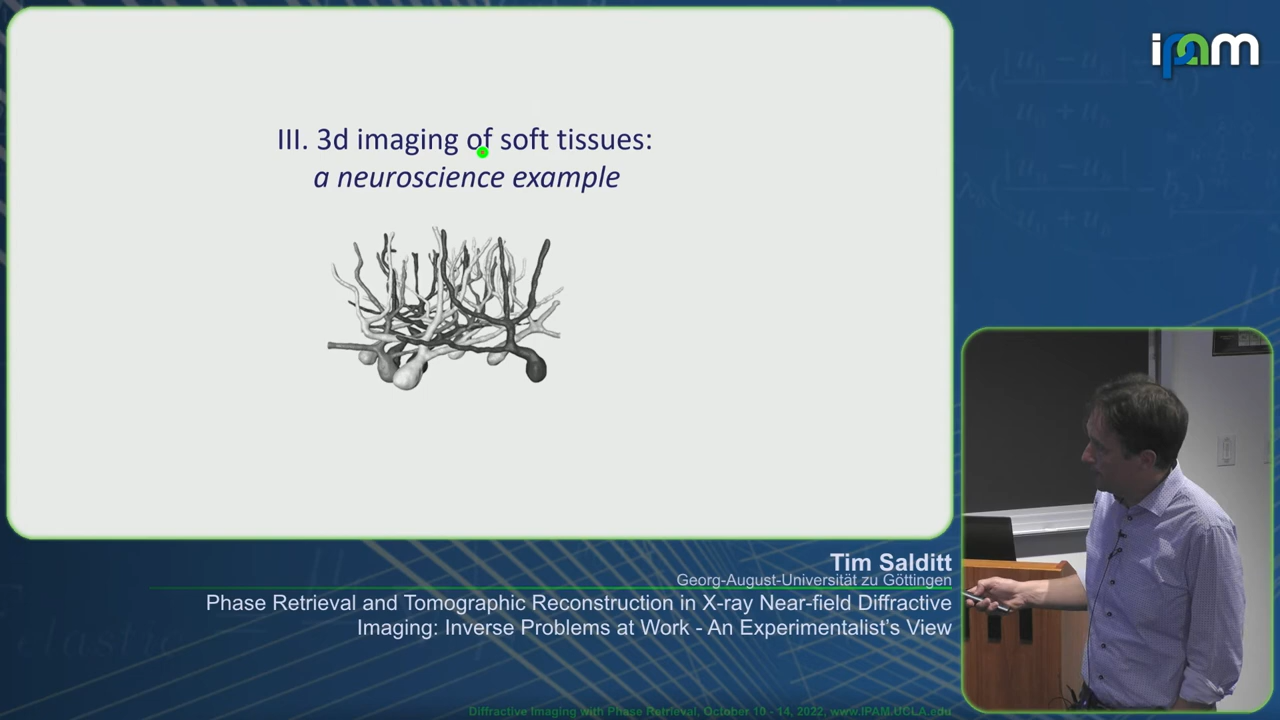 III. 3d imaging of soft tissues:
a neuroscience example
ipam
Tim Salditt
Georg-August-Universität zu Göttingen
Phase Retrieval and Tomographic Reconstruction in X-ray Near-field Diffractive
Imaging: Inverse Problems at Work - An Experimentalist's View
Diffractive Imaging with Phase Retrieval, October 10 - 14, 2022, www.IPAM.UCLA.edu